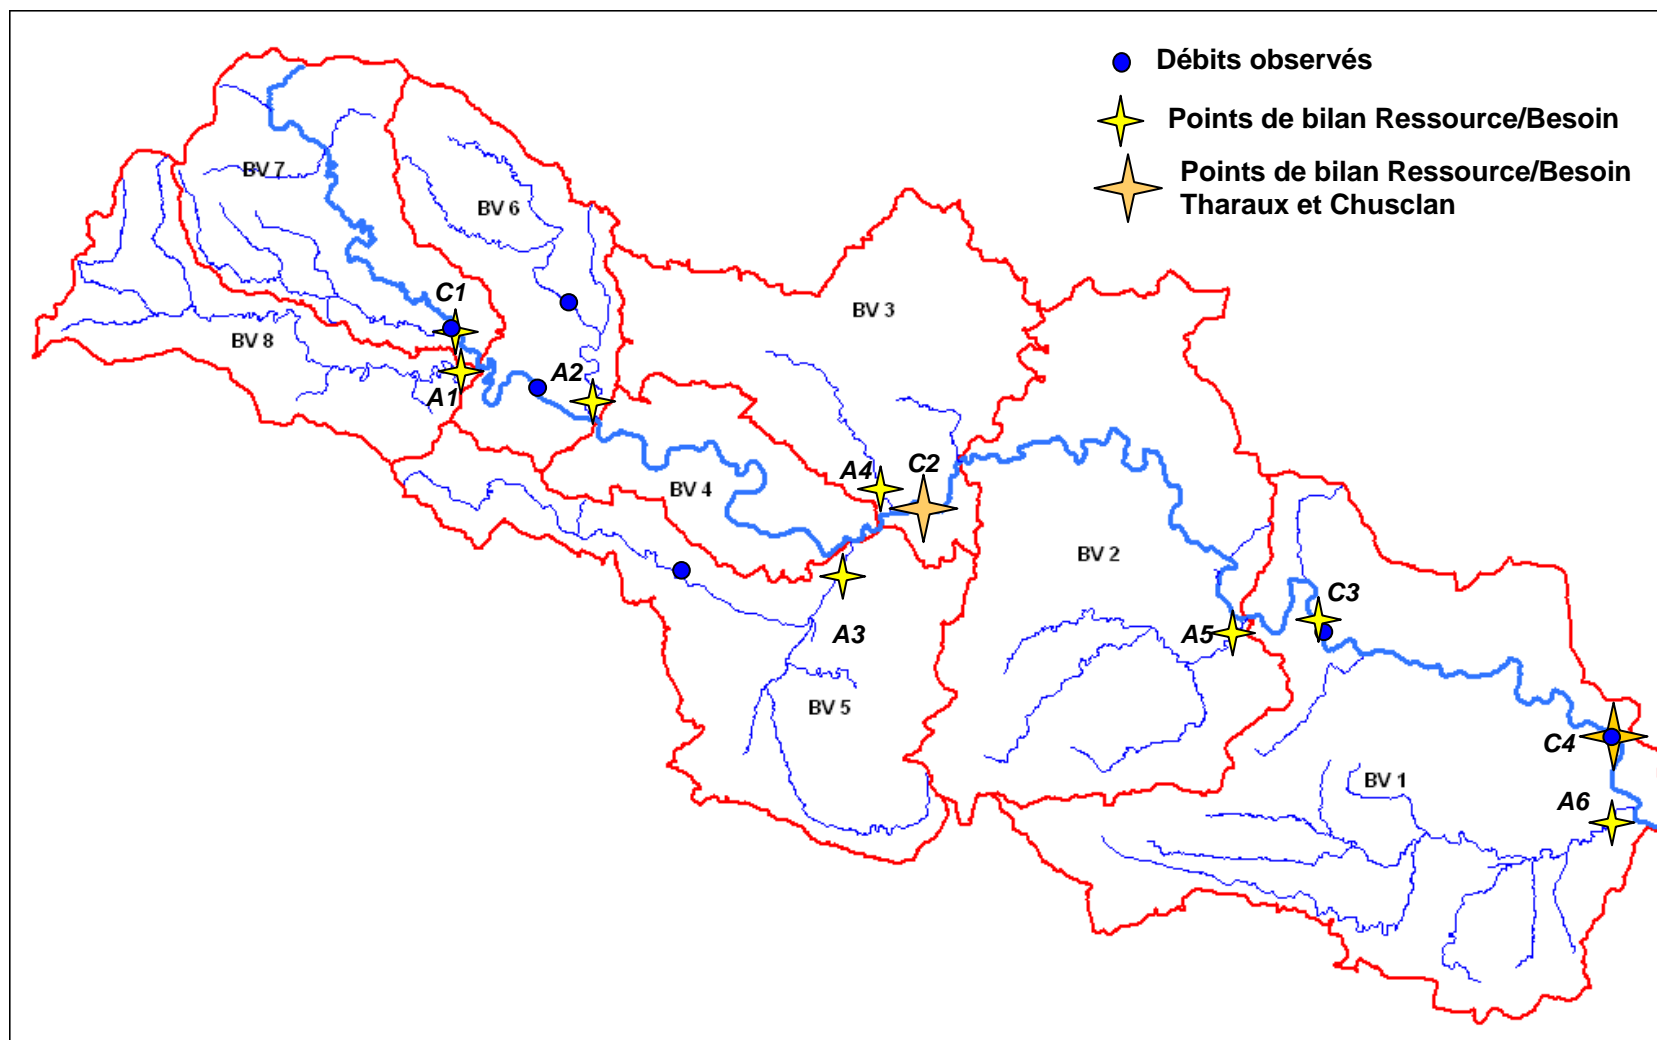 Débits observés
Points de bilan Ressource/Besoin
Points de bilan Ressource/Besoin
Tharaux et Chusclan
BV 7
BV 6
BV 3
C1
BV 8
A2
A1
A4
C2
BV 4
BV 2
C3
A3
A5
BV 5
C4
BV 1
A6